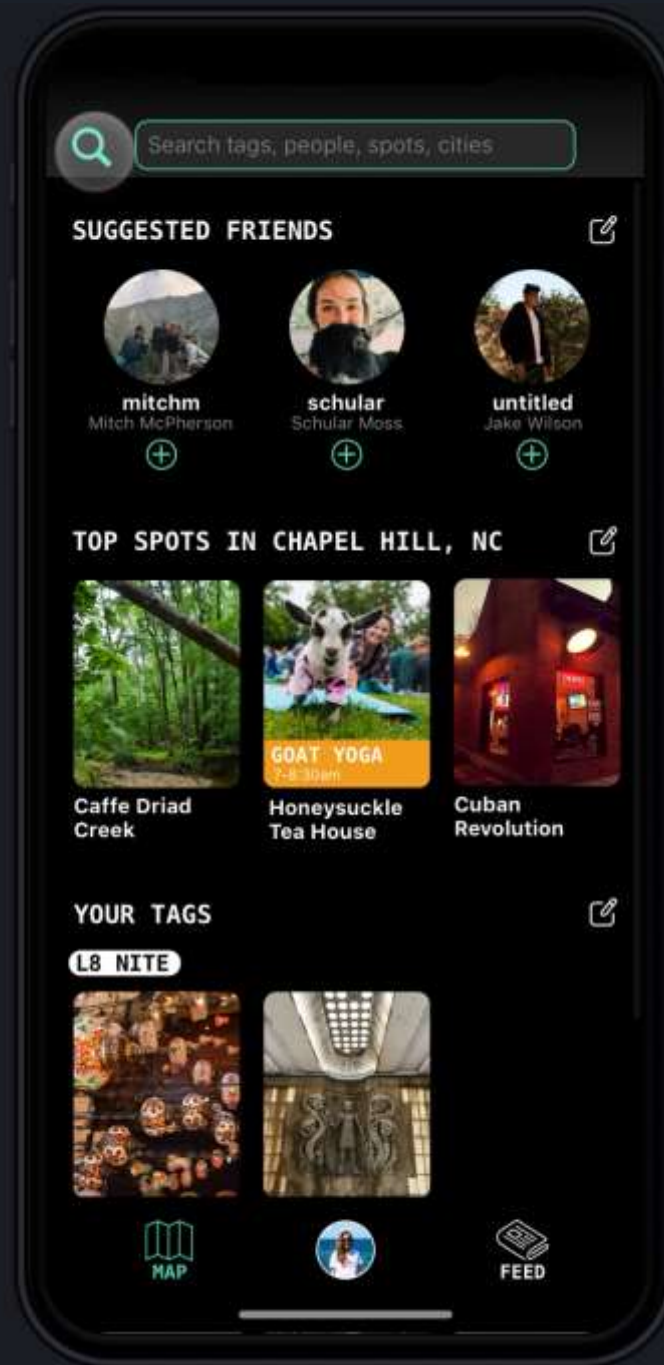 Search tags, people, spots, cities
SUGGESTED FRIENDS
mitchm
Mitch McPherson
schular
Schular Moss
untitled
Jake Wilson
TOP SPOTS IN CHAPEL HILL, NC
GOAT YOGA
7-8:30am
Caffe Driad
Creek
Honeysuckle
Tea House
Cuban
Revolution
YOUR TAGS
L8 NITE
MAP
FEED